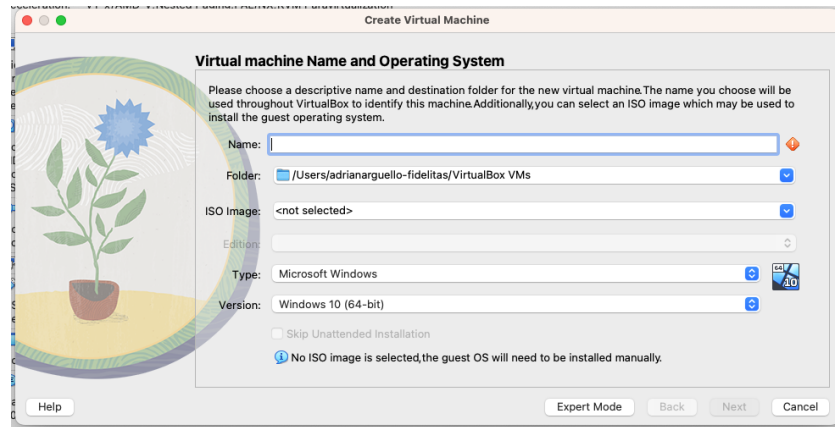 Create Virtual Machine
Virtual machine Name and Operating System
Please choose a descriptive name and destination folder for the new virtual machine.The name you choose will be
used throughout VirtualBox to identify this machine.Additionally,you can select an ISO image which may be used to
install the guest operating system.
Name:
Folder: /Users/adrianarguello-fidelitas/VirtualBox VMs
ISO Image: <not selected>
Edition:
Type: Microsoft Windows
64
10
Version: Windows 10 (64-bit)
Skip Unattended Installation
No ISO image is selected,the guest OS will need to be installed manually.
Help Expert Mode Back Next Cancel